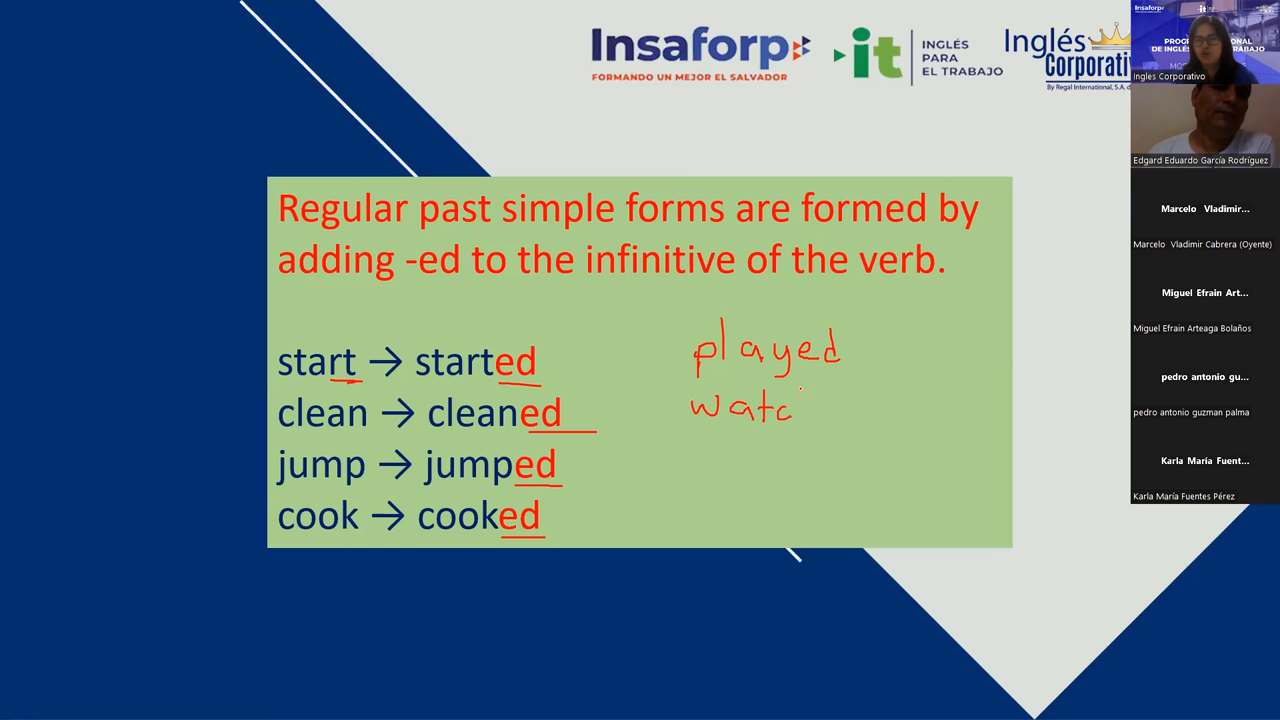 Insaforp
FORMANDO UN MEJOR EL SALVADOR
it
INGLÉS
PARA
EL TRABAJO
Inglés
Corporativ
By Regal International, S.A. d
Regular past simple forms are formed by
adding -ed to the infinitive of the verb.
start → started
clean → cleaned
jump → jumped
cook → cooked
played
watc
Insaforp
it
Ingles Corporativo
Edgard Eduardo García Rodríguez
Marcelo Vladimir...
Marcelo Vladimir Cabrera (Oyente)
Miguel Efrain Art...
Miguel Efrain Arteaga Bolaños
pedro antonio gu...
pedro antonio guzman palma
Karla María Fuent...
Karla María Fuentes Pérez